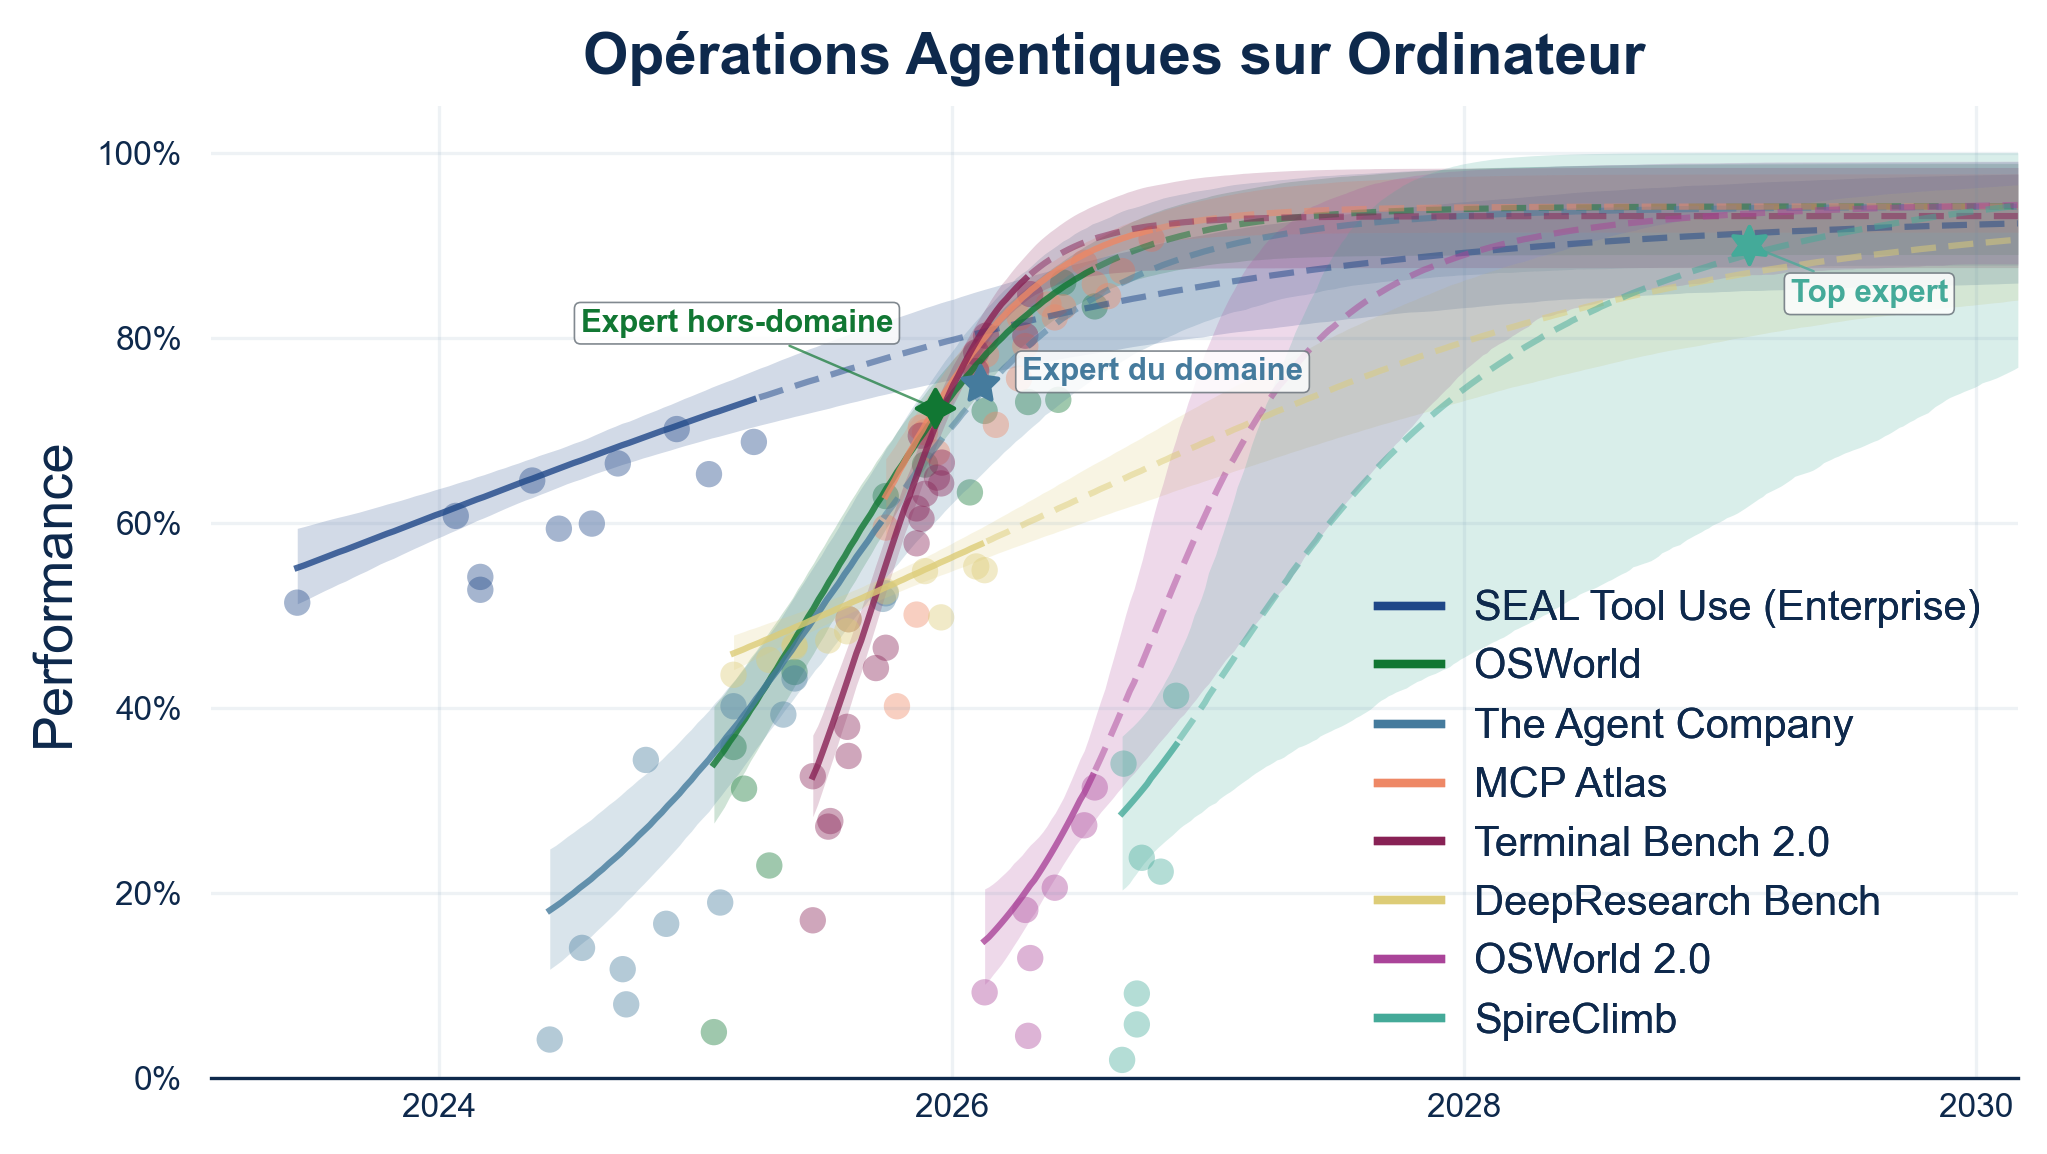 Opérations Agentiques sur Ordinateur
Performance
100%
80%
60%
40%
20%
0%
2024
2026
2028
2030
Expert hors-domaine
Expert du domaine
Top expert
SEAL Tool Use (Enterprise)
OSWorld
The Agent Company
MCP Atlas
Terminal Bench 2.0
DeepResearch Bench
OSWorld 2.0
SpireClimb